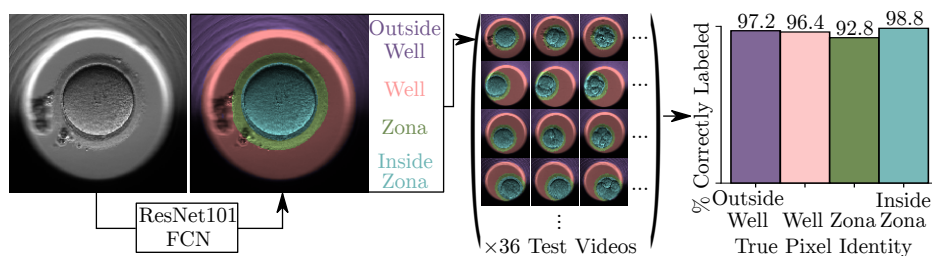 Outside
Well
Well
Zona
Inside
Zona
ResNet101
FCN
...
...
...
...
⋮
×36 Test Videos
% Correctly Labeled
97.2
96.4
92.8
98.8
Outside
Well
Well
Zona
Inside
Zona
True Pixel Identity